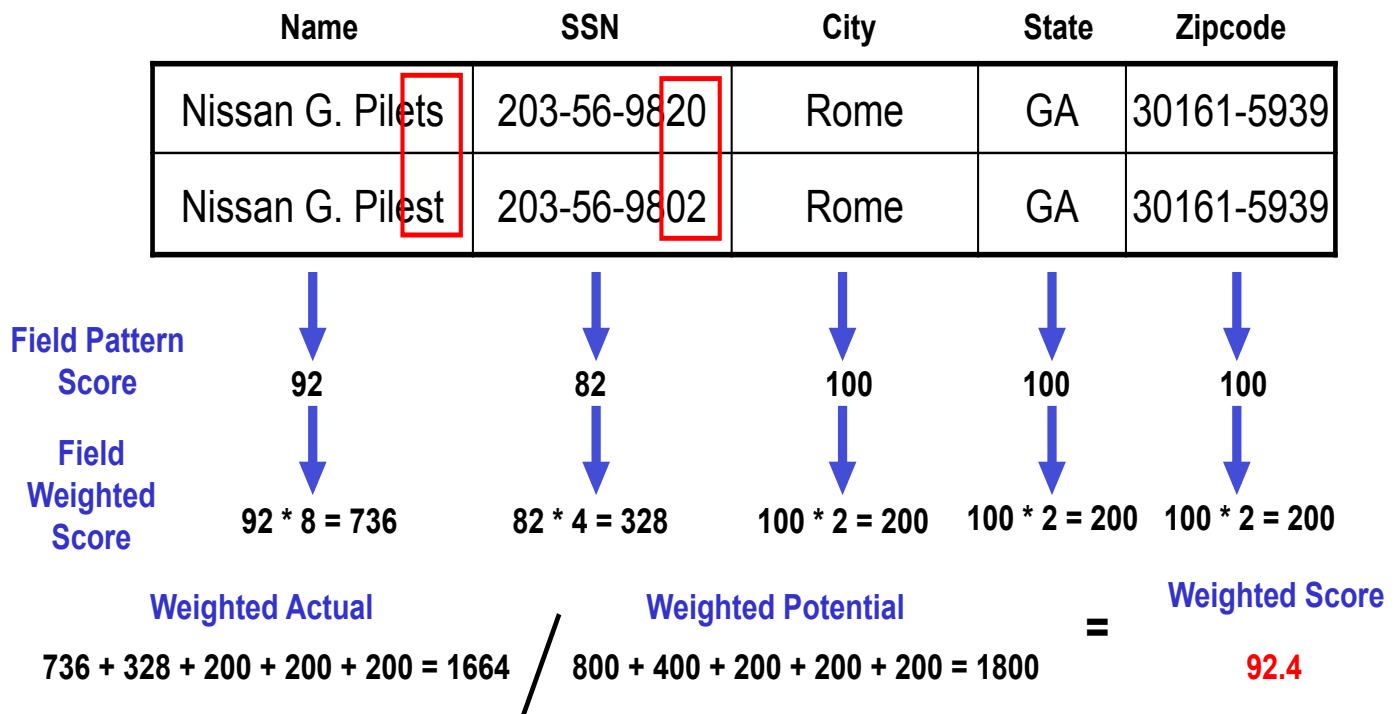 Name SSN City State Zipcode
Nissan G. Pilets 203-56-9820 Rome GA 30161-5939
Nissan G. Pilest 203-56-9802 Rome GA 30161-5939
Field Pattern
Score 92 82 100 100 100
Field
Weighted
Score 92 * 8 = 736 82 * 4 = 328 100 * 2 = 200 100 * 2 = 200 100 * 2 = 200
Weighted Actual Weighted Potential Weighted Score
736 + 328 + 200 + 200 + 200 = 1664 / 800 + 400 + 200 + 200 + 200 = 1800 = 92.4